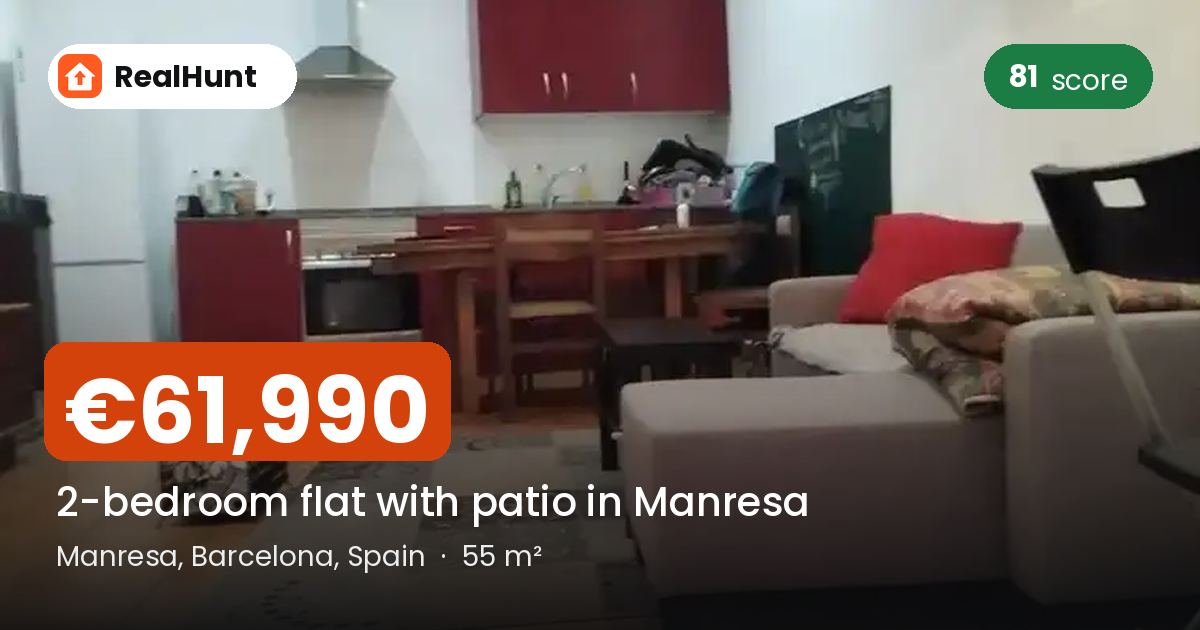 RealHunt
81 score
€61,990
2-bedroom flat with patio in Manresa
Manresa, Barcelona, Spain · 55 m²